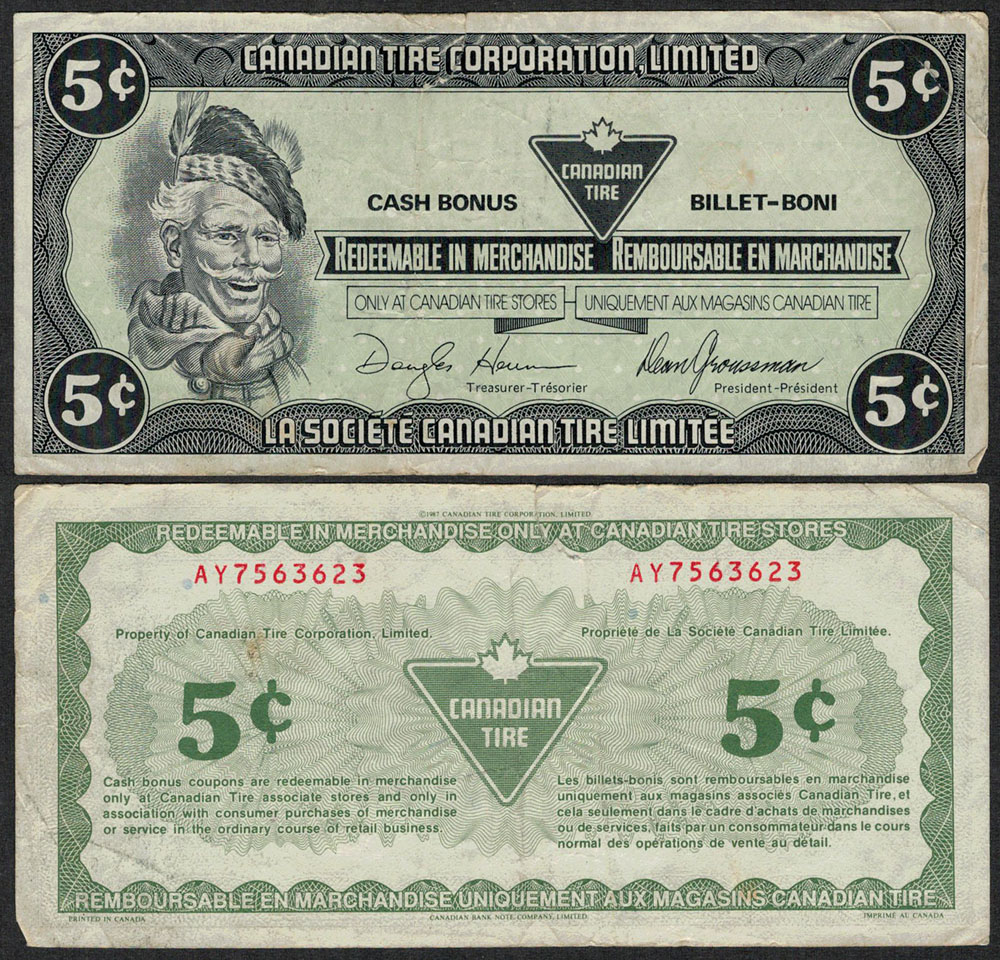 5¢ 5¢
CANADIAN TIRE CORPORATION, LIMITED
CANADIAN
TIRE
CASH BONUS BILLET-BONI
REDEEMABLE IN MERCHANDISE REMBOURSABLE EN MARCHANDISE
ONLY AT CANADIAN TIRE STORES UNIQUEMENT AUX MAGASINS CANADIAN TIRE
Dean Groussman
Treasurer-Trésorier President-Président
5¢ 5¢
LA SOCIÉTÉ CANADIAN TIRE LIMITÉE
©1987 CANADIAN TIRE CORPORATION, LIMITED
REDEEMABLE IN MERCHANDISE ONLY AT CANADIAN TIRE STORES
AY7563623 AY7563623
Property of Canadian Tire Corporation, Limited. Propriété de La Société Canadian Tire Limitée.
5¢ 5¢
CANADIAN
TIRE
Cash bonus coupons are redeemable in merchandise
only at Canadian Tire associate stores and only in
association with consumer purchases of merchandise
or service in the ordinary course of retail business.
Les billets-bonis sont remboursables en marchandise
uniquement aux magasins associés Canadian Tire, et
cela seulement dans le cadre d'achats de marchandises
ou de services, faits par un consommateur dans le cours
normal des opérations de vente au détail.
REMBOURSABLE EN MARCHANDISE UNIQUEMENT AUX MAGASINS CANADIAN TIRE
PRINTED IN CANADA CANADIAN BANK NOTE COMPANY, LIMITED IMPRIMÉ AU CANADA